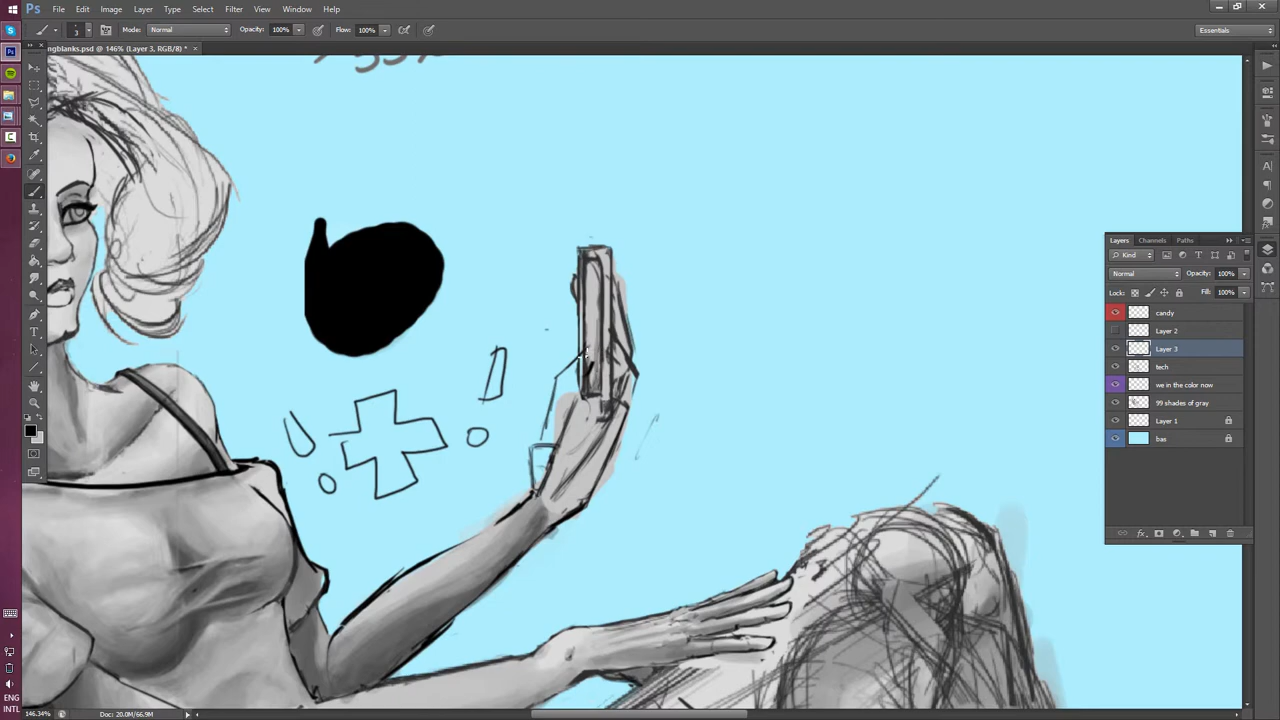 Ps File Edit Image Layer Type Select Filter View Window Help
3 Mode: Normal Opacity: 100% Flow: 100% Essentials
ngblanks.psd @ 146% (Layer 3, RGB/8) *
Layers Channels Paths
Kind
Normal Opacity: 100%
Lock: Fill: 100%
candy
Layer 2
Layer 3
tech
we in the color now
99 shades of gray
Layer 1
bas
ENG
INTL
146.34% Doc: 20.0M/66.9M